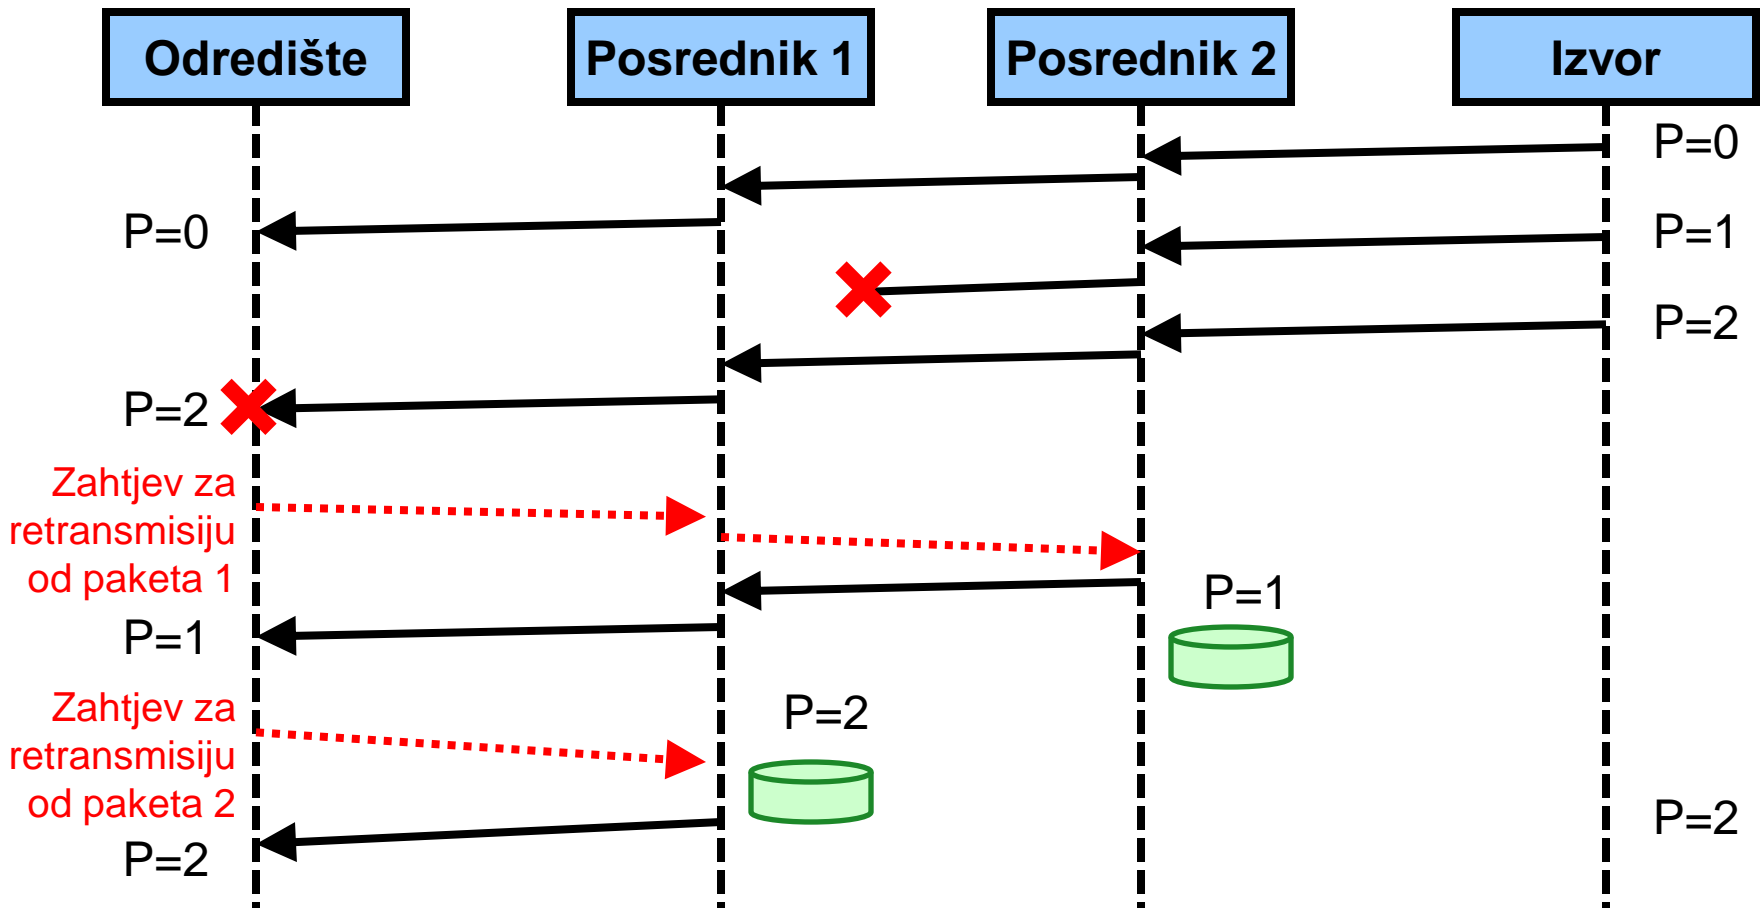 Odredište
Posrednik 1
Posrednik 2
Izvor
P=0
P=0
P=1
P=2
P=2
Zahtjev za
retransmisiju
od paketa 1
P=1
P=1
Zahtjev za
retransmisiju
od paketa 2
P=2
P=2
P=2